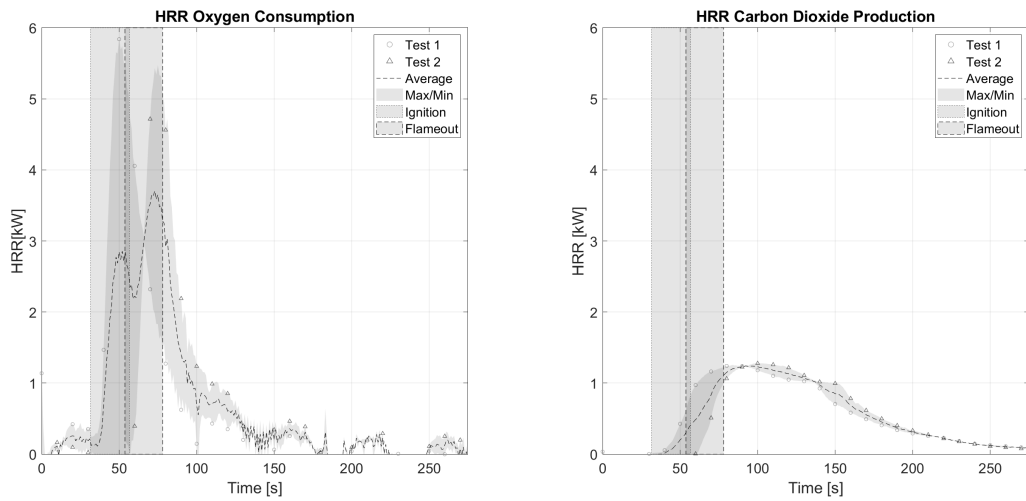 HRR Oxygen Consumption
6
5
4
3
2
1
0
HRR[kW]
0 50 100 150 200 250
Time [s]
Test 1
Test 2
Average
Max/Min
Ignition
Flameout
HRR Carbon Dioxide Production
6
5
4
3
2
1
0
HRR [kW]
0 50 100 150 200 250
Time [s]
Test 1
Test 2
Average
Max/Min
Ignition
Flameout